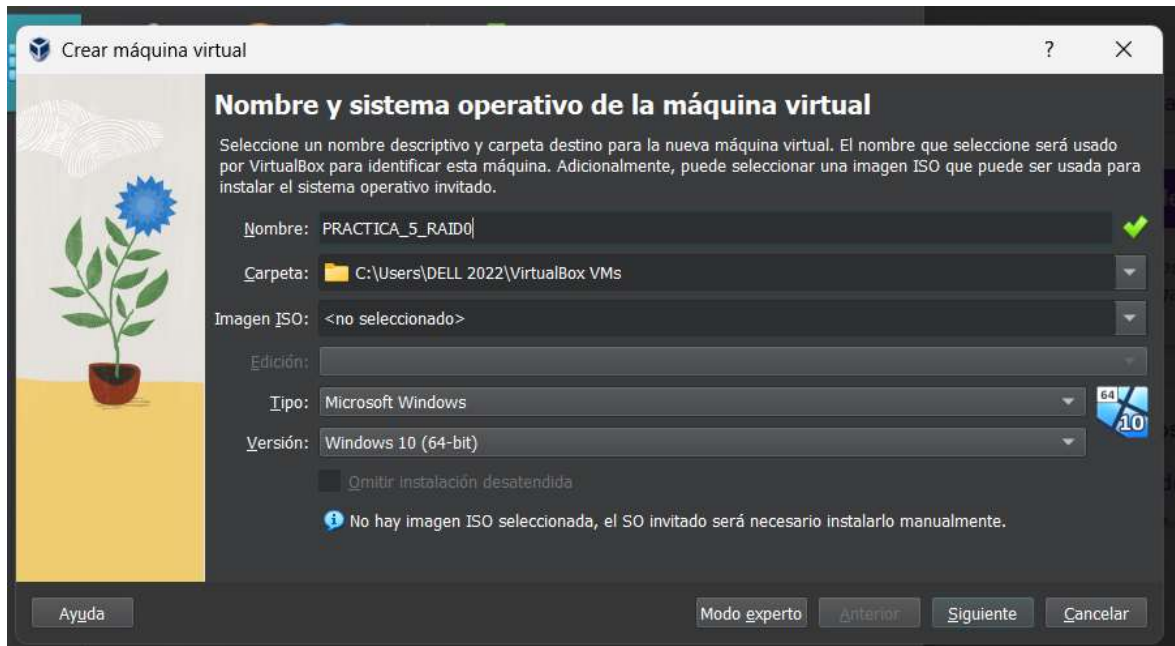 Crear máquina virtual
?
Nombre y sistema operativo de la máquina virtual
Seleccione un nombre descriptivo y carpeta destino para la nueva máquina virtual. El nombre que seleccione será usado
por VirtualBox para identificar esta máquina. Adicionalmente, puede seleccionar una imagen ISO que puede ser usada para
instalar el sistema operativo invitado.
Nombre: PRACTICA_5_RAID0
Carpeta: C:\Users\DELL 2022\VirtualBox VMs
Imagen ISO: <no seleccionado>
Edición:
Tipo: Microsoft Windows
64
10
Versión: Windows 10 (64-bit)
Omitir instalación desatendida
No hay imagen ISO seleccionada, el SO invitado será necesario instalarlo manualmente.
Ayuda Modo experto Anterior Siguiente Cancelar